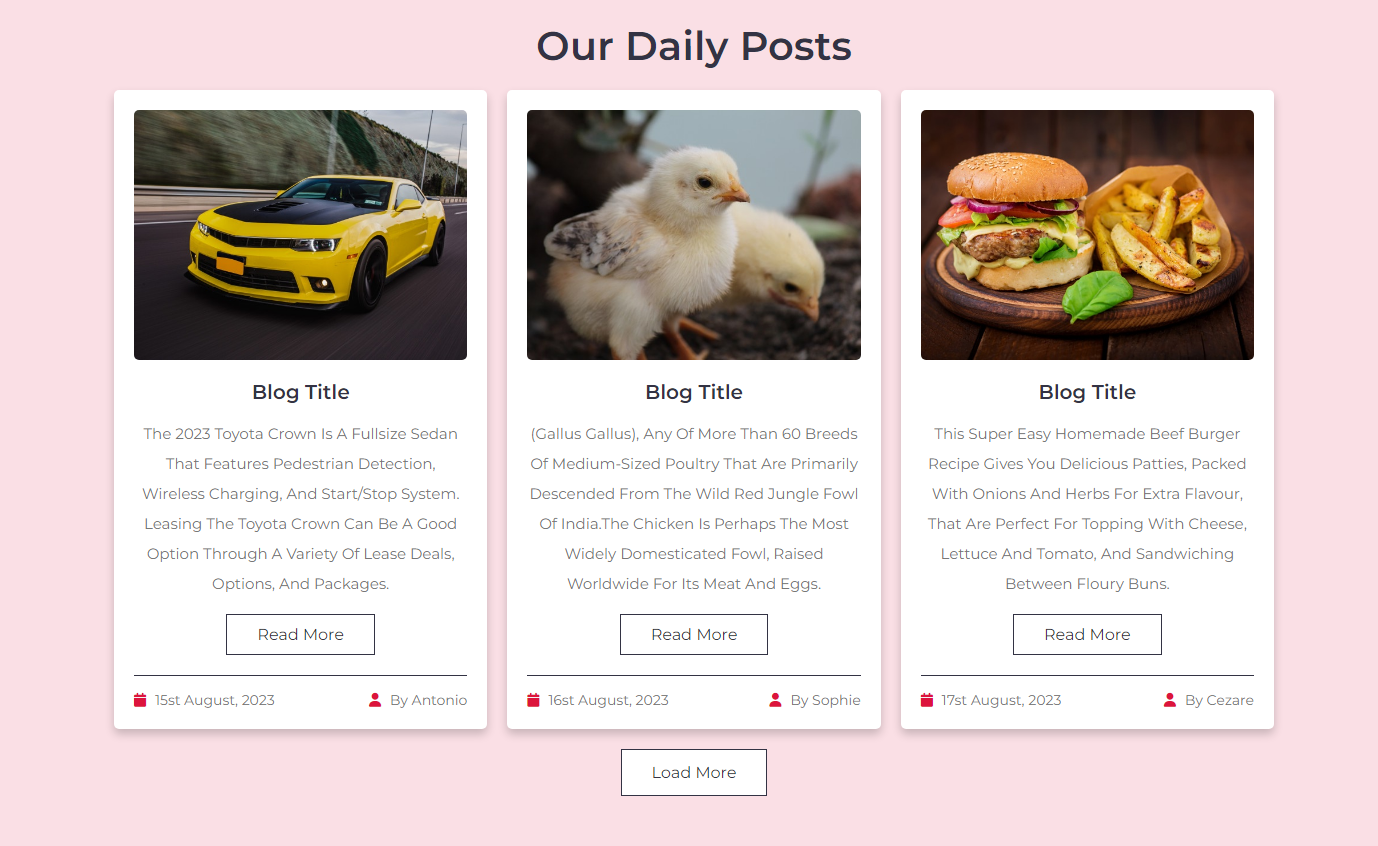 Our Daily Posts
Blog Title
The 2023 Toyota Crown Is A Fullsize Sedan
That Features Pedestrian Detection,
Wireless Charging, And Start/Stop System.
Leasing The Toyota Crown Can Be A Good
Option Through A Variety Of Lease Deals,
Options, And Packages.
Read More
15st August, 2023
By Antonio
Blog Title
(Gallus Gallus), Any Of More Than 60 Breeds
Of Medium-Sized Poultry That Are Primarily
Descended From The Wild Red Jungle Fowl
Of India.The Chicken Is Perhaps The Most
Widely Domesticated Fowl, Raised
Worldwide For Its Meat And Eggs.
Read More
16st August, 2023
By Sophie
Blog Title
This Super Easy Homemade Beef Burger
Recipe Gives You Delicious Patties, Packed
With Onions And Herbs For Extra Flavour,
That Are Perfect For Topping With Cheese,
Lettuce And Tomato, And Sandwiching
Between Floury Buns.
Read More
17st August, 2023
By Cezare
Load More